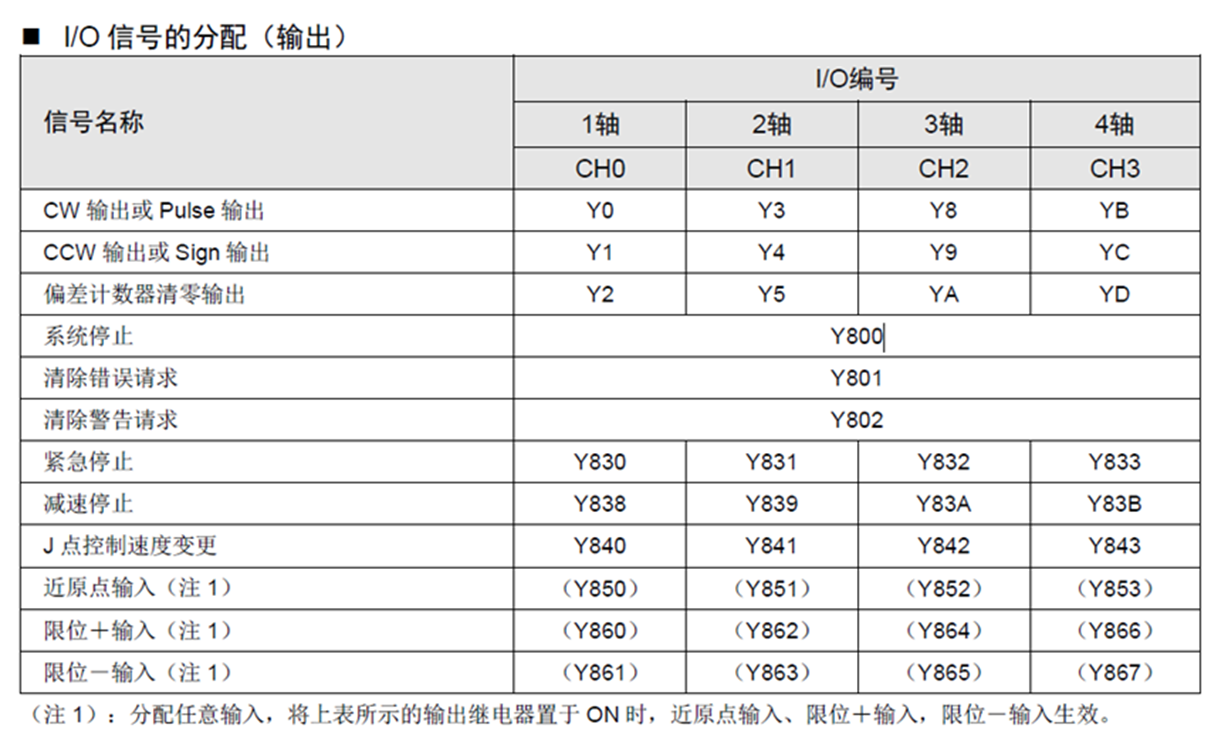 ■ I/O 信号的分配（输出）
信号名称 I/O编号
1轴 2轴 3轴 4轴
CH0 CH1 CH2 CH3
CW 输出或 Pulse 输出 Y0 Y3 Y8 YB
CCW 输出或 Sign 输出 Y1 Y4 Y9 YC
偏差计数器清零输出 Y2 Y5 YA YD
系统停止 Y800
清除错误请求 Y801
清除警告请求 Y802
紧急停止 Y830 Y831 Y832 Y833
减速停止 Y838 Y839 Y83A Y83B
J 点控制速度变更 Y840 Y841 Y842 Y843
近原点输入（注 1） （Y850） （Y851） （Y852） （Y853）
限位＋输入（注 1） （Y860） （Y862） （Y864） （Y866）
限位－输入（注 1） （Y861） （Y863） （Y865） （Y867）
（注 1）：分配任意输入，将上表所示的输出继电器置于 ON 时，近原点输入、限位＋输入，限位－输入生效。